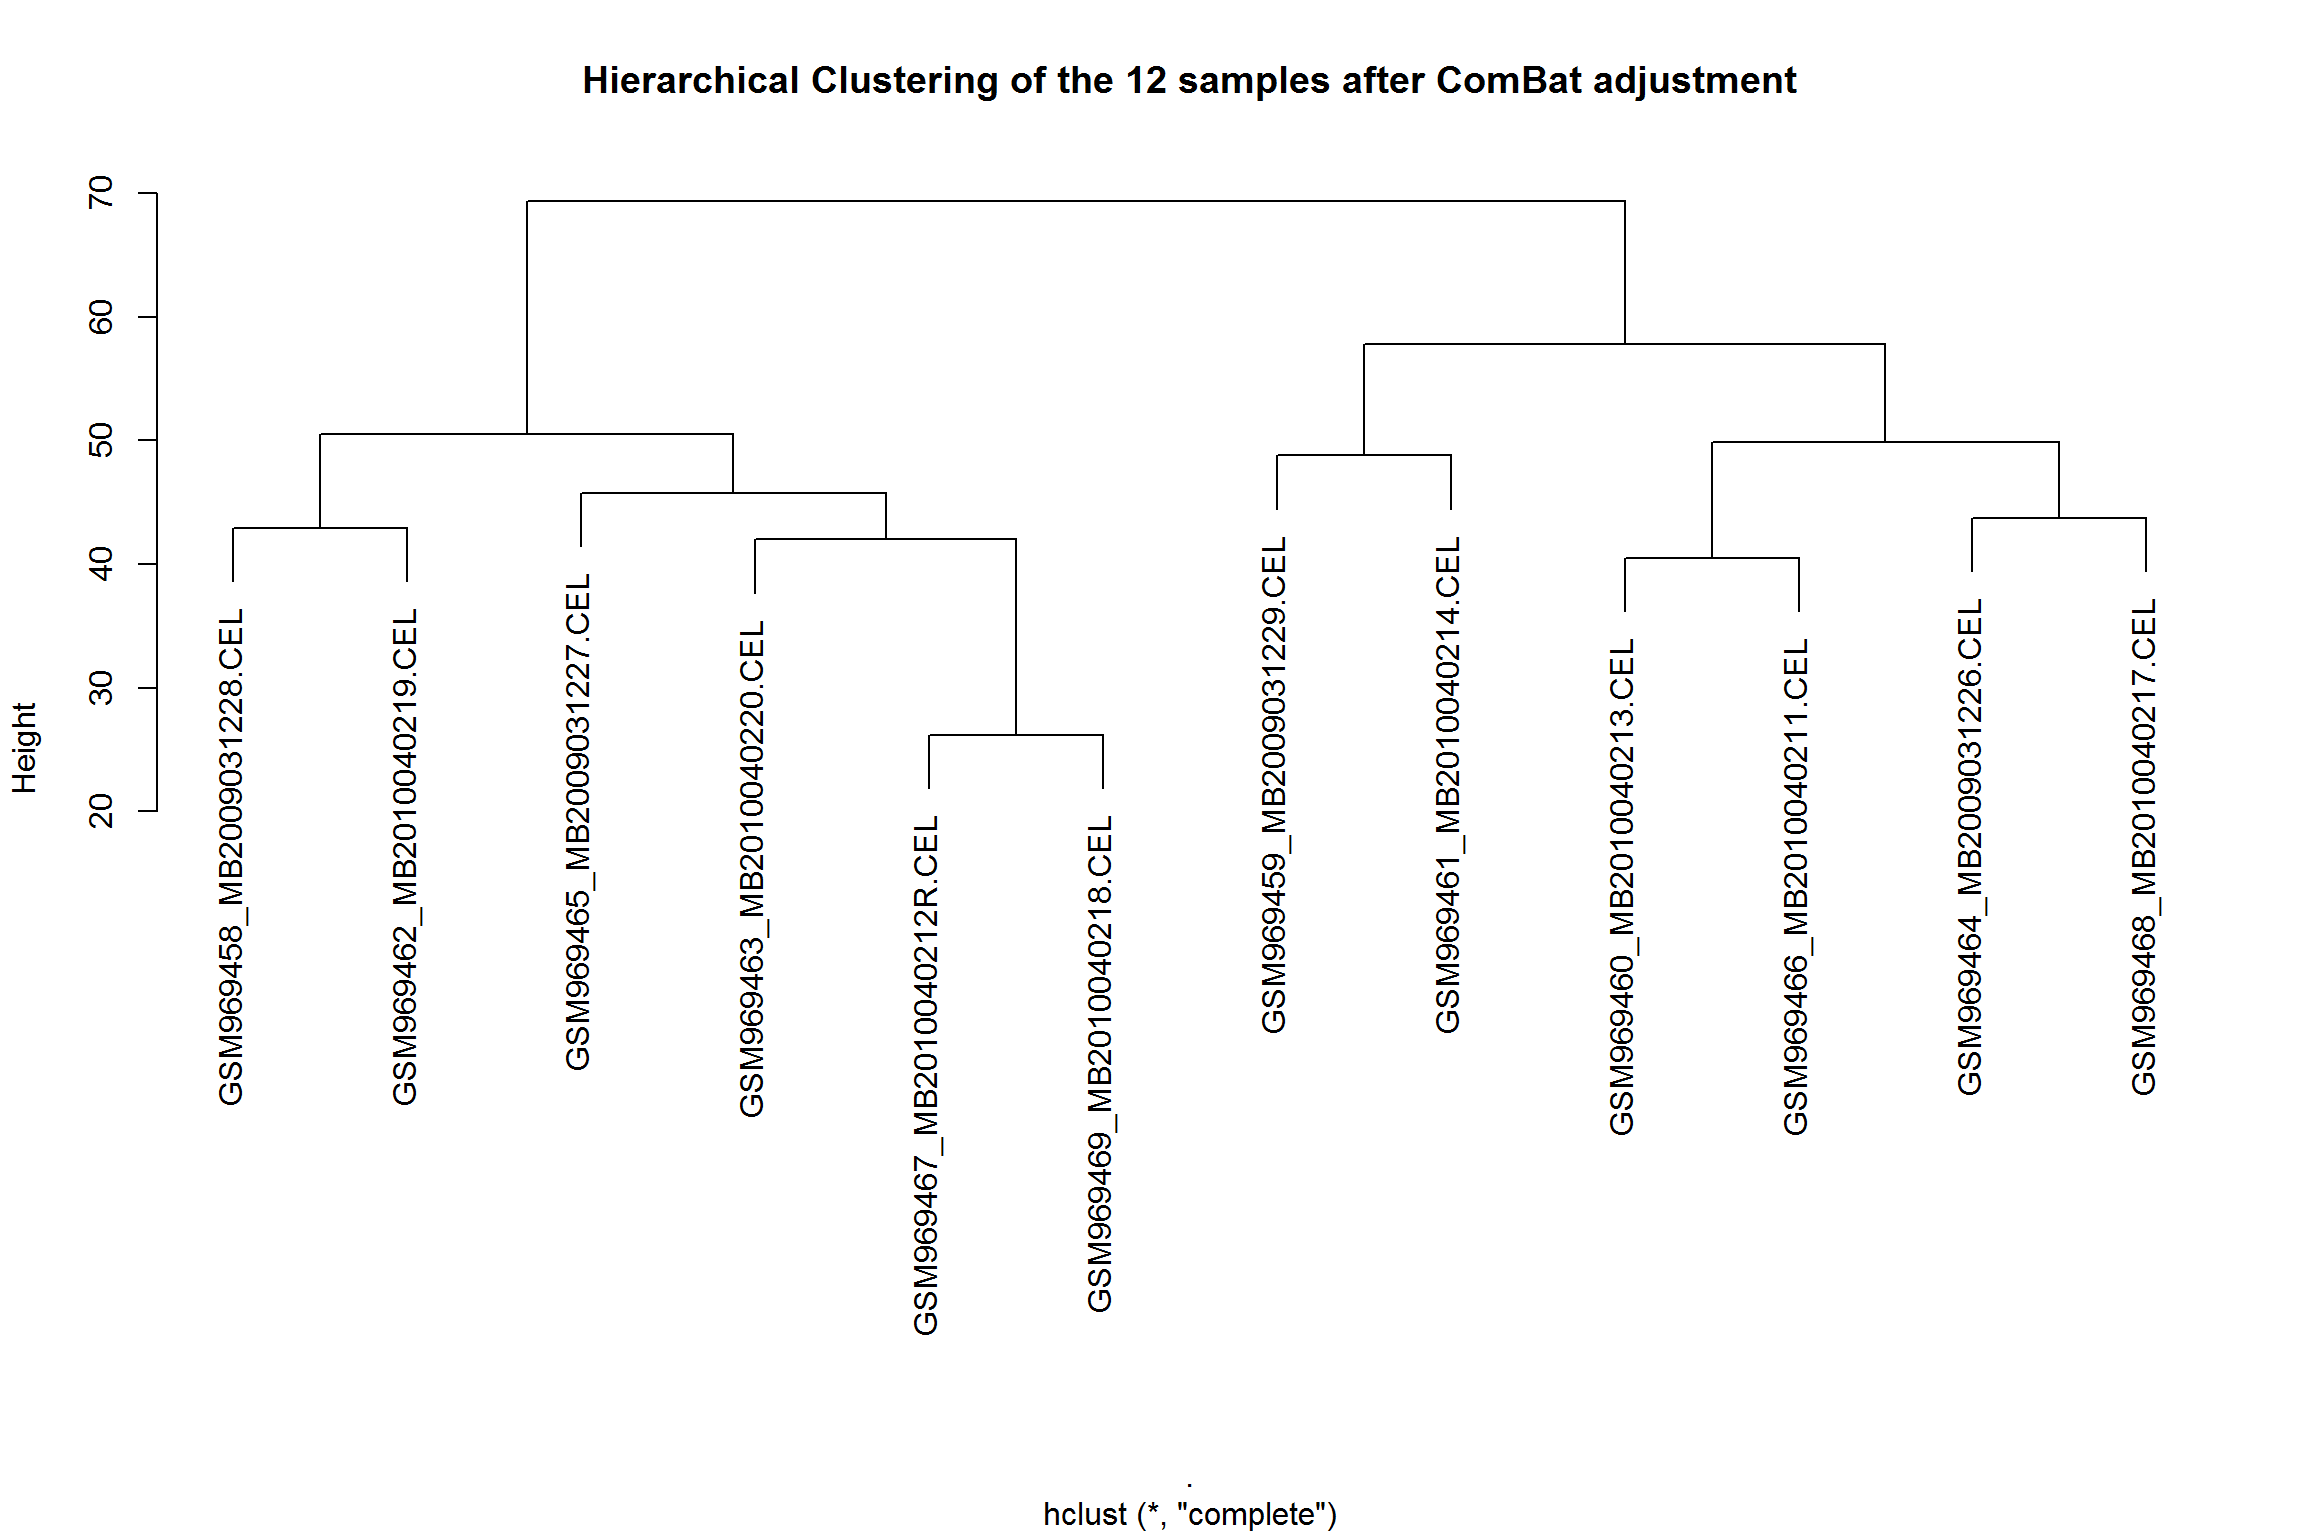 Hierarchical Clustering of the 12 samples after ComBat adjustment
Height
70
60
50
40
30
20
GSM969458_MB2009031228.CEL
GSM969462_MB2010040219.CEL
GSM969465_MB2009031227.CEL
GSM969463_MB2010040220.CEL
GSM969467_MB2010040212R.CEL
GSM969469_MB2010040218.CEL
GSM969459_MB2009031229.CEL
GSM969461_MB2010040214.CEL
GSM969460_MB2010040213.CEL
GSM969466_MB2010040211.CEL
GSM969464_MB2009031226.CEL
GSM969468_MB2010040217.CEL
.
hclust (*, "complete")